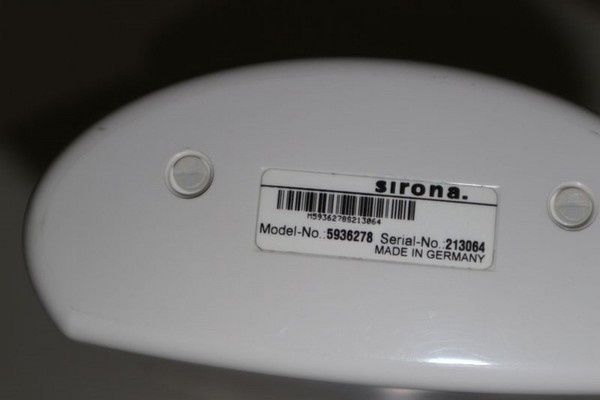 sirona.
M5936278S213064
Model-No.:5936278 Serial-No.:213064
MADE IN GERMANY